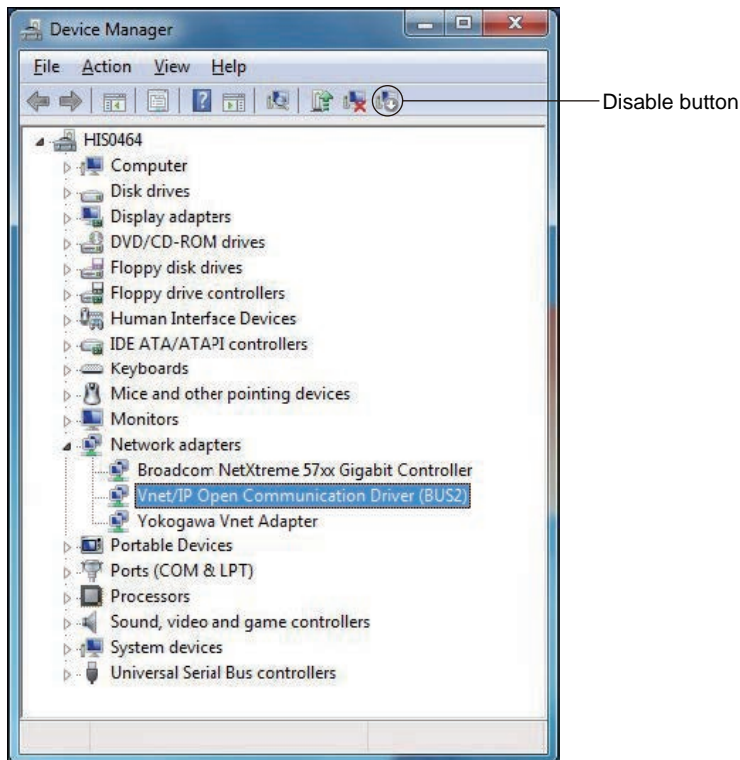 Device Manager
File Action View Help
Disable button
HIS0464
Computer
Disk drives
Display adapters
DVD/CD-ROM drives
Floppy disk drives
Floppy drive controllers
Human Interface Devices
IDE ATA/ATAPI controllers
Keyboards
Mice and other pointing devices
Monitors
Network adapters
Broadcom NetXtreme 57xx Gigabit Controller
Vnet/IP Open Communication Driver (BUS2)
Yokogawa Vnet Adapter
Portable Devices
Ports (COM & LPT)
Processors
Sound, video and game controllers
System devices
Universal Serial Bus controllers